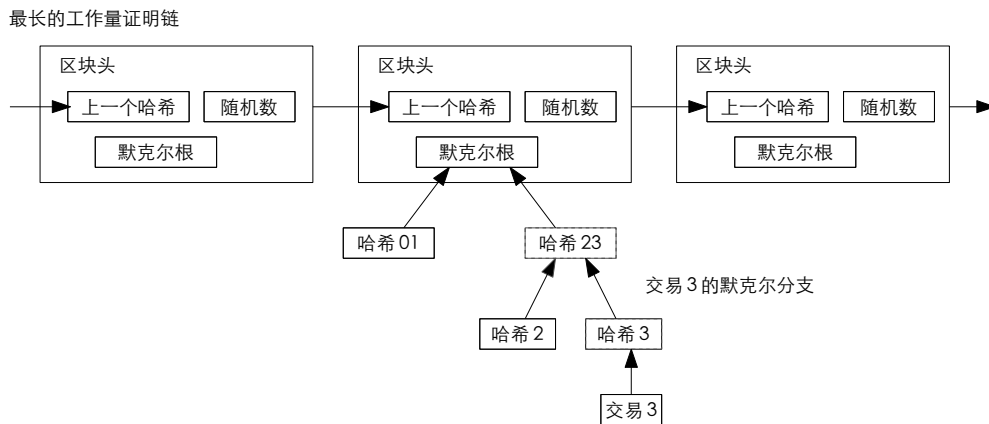 最长的工作量证明链
区块头 区块头 区块头
上一个哈希 随机数 上一个哈希 随机数 上一个哈希 随机数
默克尔根 默克尔根 默克尔根
哈希01 哈希23
交易3的默克尔分支
哈希2 哈希3
交易3